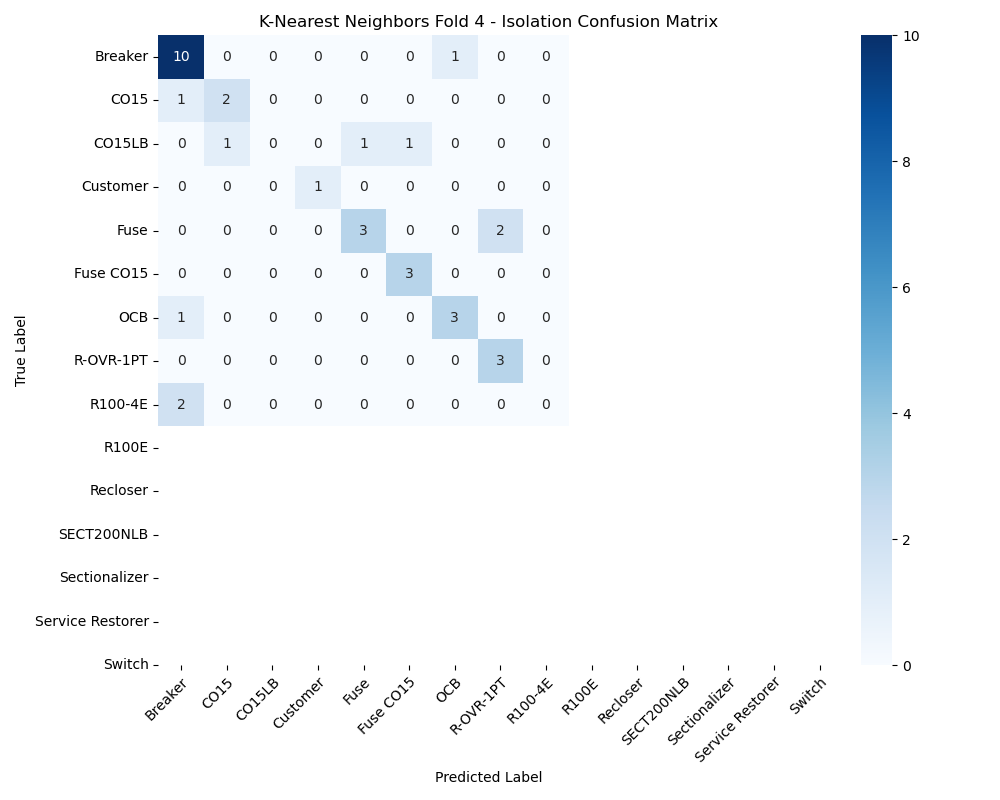 K-Nearest Neighbors Fold 4 - Isolation Confusion Matrix
Breaker 10 0 0 0 0 0 1 0 0
CO15 1 2 0 0 0 0 0 0 0
CO15LB 0 1 0 0 1 1 0 0 0
Customer 0 0 0 1 0 0 0 0 0
Fuse 0 0 0 0 3 0 0 2 0
Fuse CO15 0 0 0 0 0 3 0 0 0
OCB 1 0 0 0 0 0 3 0 0
R-OVR-1PT 0 0 0 0 0 0 0 3 0
R100-4E 2 0 0 0 0 0 0 0 0
R100E
Recloser
SECT200NLB
Sectionalizer
Service Restorer
Switch
True Label
Breaker CO15 CO15LB Customer Fuse Fuse CO15 OCB R-OVR-1PT R100-4E R100E Recloser SECT200NLB Sectionalizer Service Restorer Switch
Predicted Label
10
8
6
4
2
0